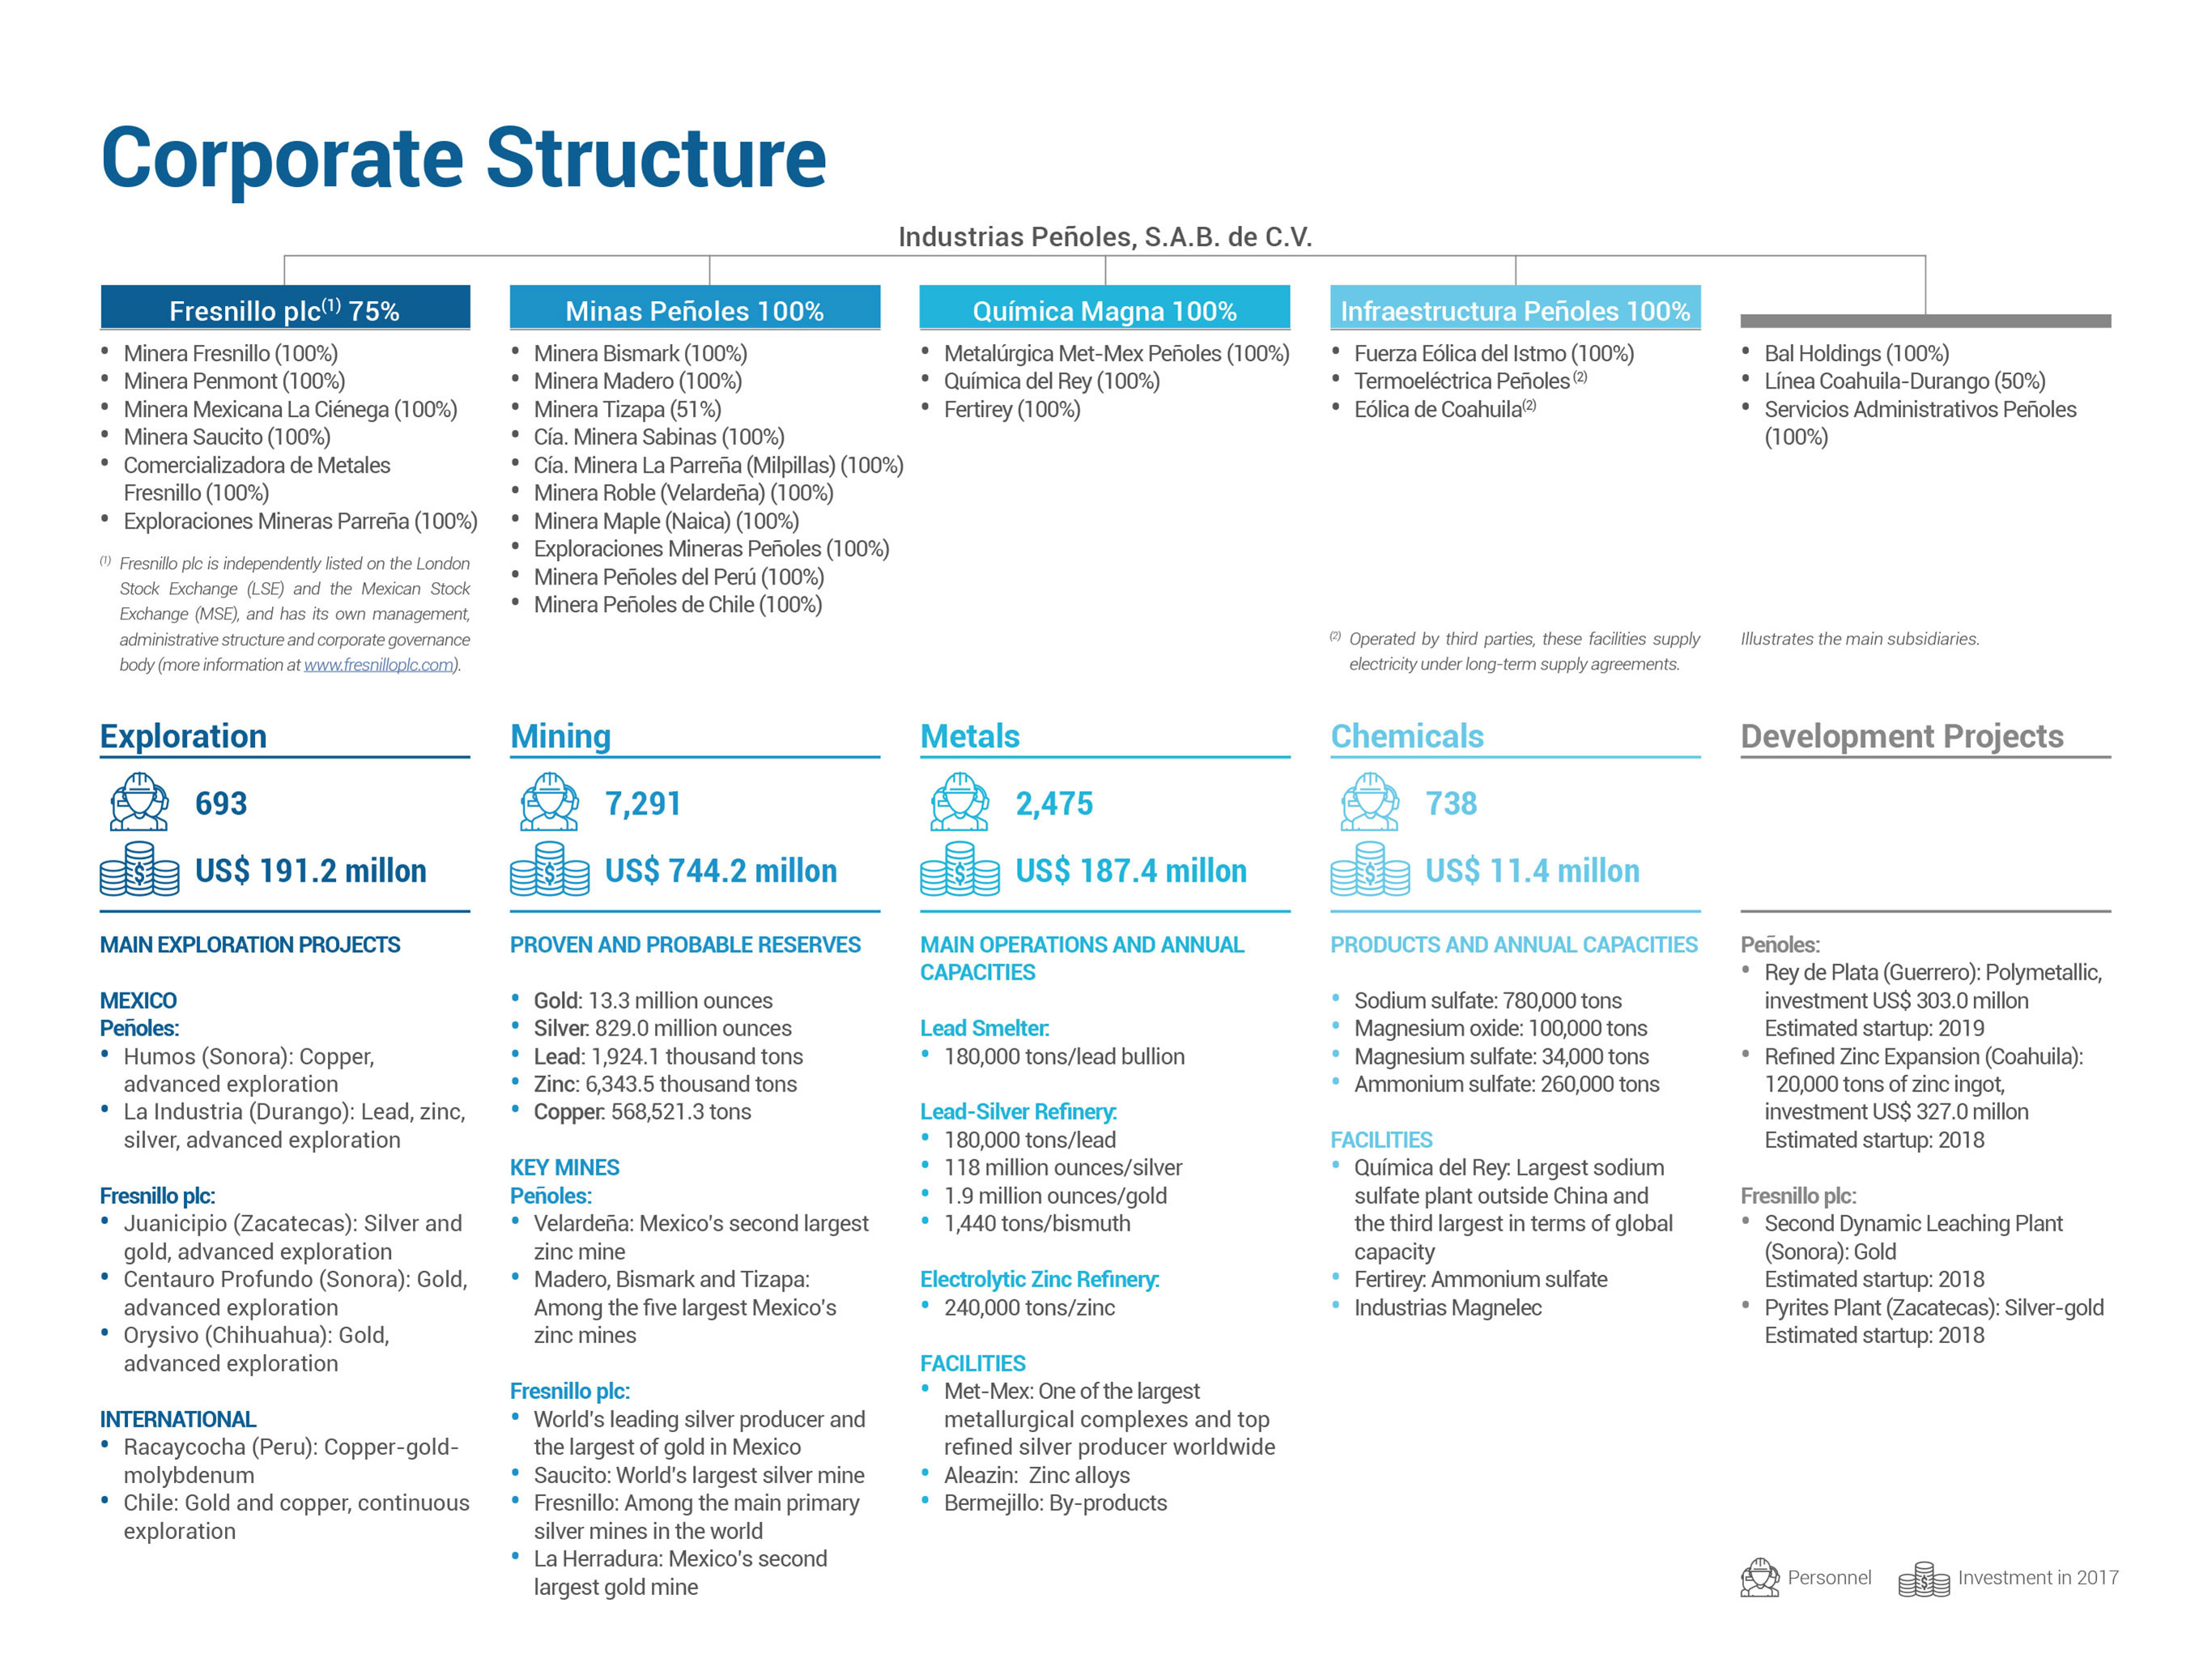 Corporate Structure
Industrias Peñoles, S.A.B. de C.V.
Fresnillo plc(1) 75%
• Minera Fresnillo (100%)
• Minera Penmont (100%)
• Minera Mexicana La Ciénega (100%)
• Minera Saucito (100%)
• Comercializadora de Metales
Fresnillo (100%)
• Exploraciones Mineras Parreña (100%)
(1) Fresnillo plc is independently listed on the London
Stock Exchange (LSE) and the Mexican Stock
Exchange (MSE), and has its own management,
administrative structure and corporate governance
body (more information at www.fresnilloplc.com).
Minas Peñoles 100%
• Minera Bismark (100%)
• Minera Madero (100%)
• Minera Tizapa (51%)
• Cía. Minera Sabinas (100%)
• Cía. Minera La Parreña (Milpillas) (100%)
• Minera Roble (Velardeña) (100%)
• Minera Maple (Naica) (100%)
• Exploraciones Mineras Peñoles (100%)
• Minera Peñoles del Perú (100%)
• Minera Peñoles de Chile (100%)
Química Magna 100%
• Metalúrgica Met-Mex Peñoles (100%)
• Química del Rey (100%)
• Fertirey (100%)
Infraestructura Peñoles 100%
• Fuerza Eólica del Istmo (100%)
• Termoeléctrica Peñoles (2)
• Eólica de Coahuila(2)
(2) Operated by third parties, these facilities supply
electricity under long-term supply agreements.
• Bal Holdings (100%)
• Línea Coahuila-Durango (50%)
• Servicios Administrativos Peñoles
(100%)
Illustrates the main subsidiaries.
Exploration
693
US$ 191.2 millon
MAIN EXPLORATION PROJECTS
MEXICO
Peñoles:
• Humos (Sonora): Copper,
advanced exploration
• La Industria (Durango): Lead, zinc,
silver, advanced exploration
Fresnillo plc:
• Juanicipio (Zacatecas): Silver and
gold, advanced exploration
• Centauro Profundo (Sonora): Gold,
advanced exploration
• Orysivo (Chihuahua): Gold,
advanced exploration
INTERNATIONAL
• Racaycocha (Peru): Copper-gold-
molybdenum
• Chile: Gold and copper, continuous
exploration
Mining
7,291
US$ 744.2 millon
PROVEN AND PROBABLE RESERVES
• Gold: 13.3 million ounces
• Silver: 829.0 million ounces
• Lead: 1,924.1 thousand tons
• Zinc: 6,343.5 thousand tons
• Copper: 568,521.3 tons
KEY MINES
Peñoles:
• Velardeña: Mexico's second largest
zinc mine
• Madero, Bismark and Tizapa:
Among the five largest Mexico's
zinc mines
Fresnillo plc:
• World's leading silver producer and
the largest of gold in Mexico
• Saucito: World's largest silver mine
• Fresnillo: Among the main primary
silver mines in the world
• La Herradura: Mexico's second
largest gold mine
Metals
2,475
US$ 187.4 millon
MAIN OPERATIONS AND ANNUAL
CAPACITIES
Lead Smelter:
• 180,000 tons/lead bullion
Lead-Silver Refinery:
• 180,000 tons/lead
• 118 million ounces/silver
• 1.9 million ounces/gold
• 1,440 tons/bismuth
Electrolytic Zinc Refinery:
• 240,000 tons/zinc
FACILITIES
• Met-Mex: One of the largest
metallurgical complexes and top
refined silver producer worldwide
• Aleazin: Zinc alloys
• Bermejillo: By-products
Chemicals
738
US$ 11.4 millon
PRODUCTS AND ANNUAL CAPACITIES
• Sodium sulfate: 780,000 tons
• Magnesium oxide: 100,000 tons
• Magnesium sulfate: 34,000 tons
• Ammonium sulfate: 260,000 tons
FACILITIES
• Química del Rey: Largest sodium
sulfate plant outside China and
the third largest in terms of global
capacity
• Fertirey: Ammonium sulfate
• Industrias Magnelec
Development Projects
Peñoles:
• Rey de Plata (Guerrero): Polymetallic,
investment US$ 303.0 millon
Estimated startup: 2019
• Refined Zinc Expansion (Coahuila):
120,000 tons of zinc ingot,
investment US$ 327.0 millon
Estimated startup: 2018
Fresnillo plc:
• Second Dynamic Leaching Plant
(Sonora): Gold
Estimated startup: 2018
• Pyrites Plant (Zacatecas): Silver-gold
Estimated startup: 2018
Personnel
Investment in 2017